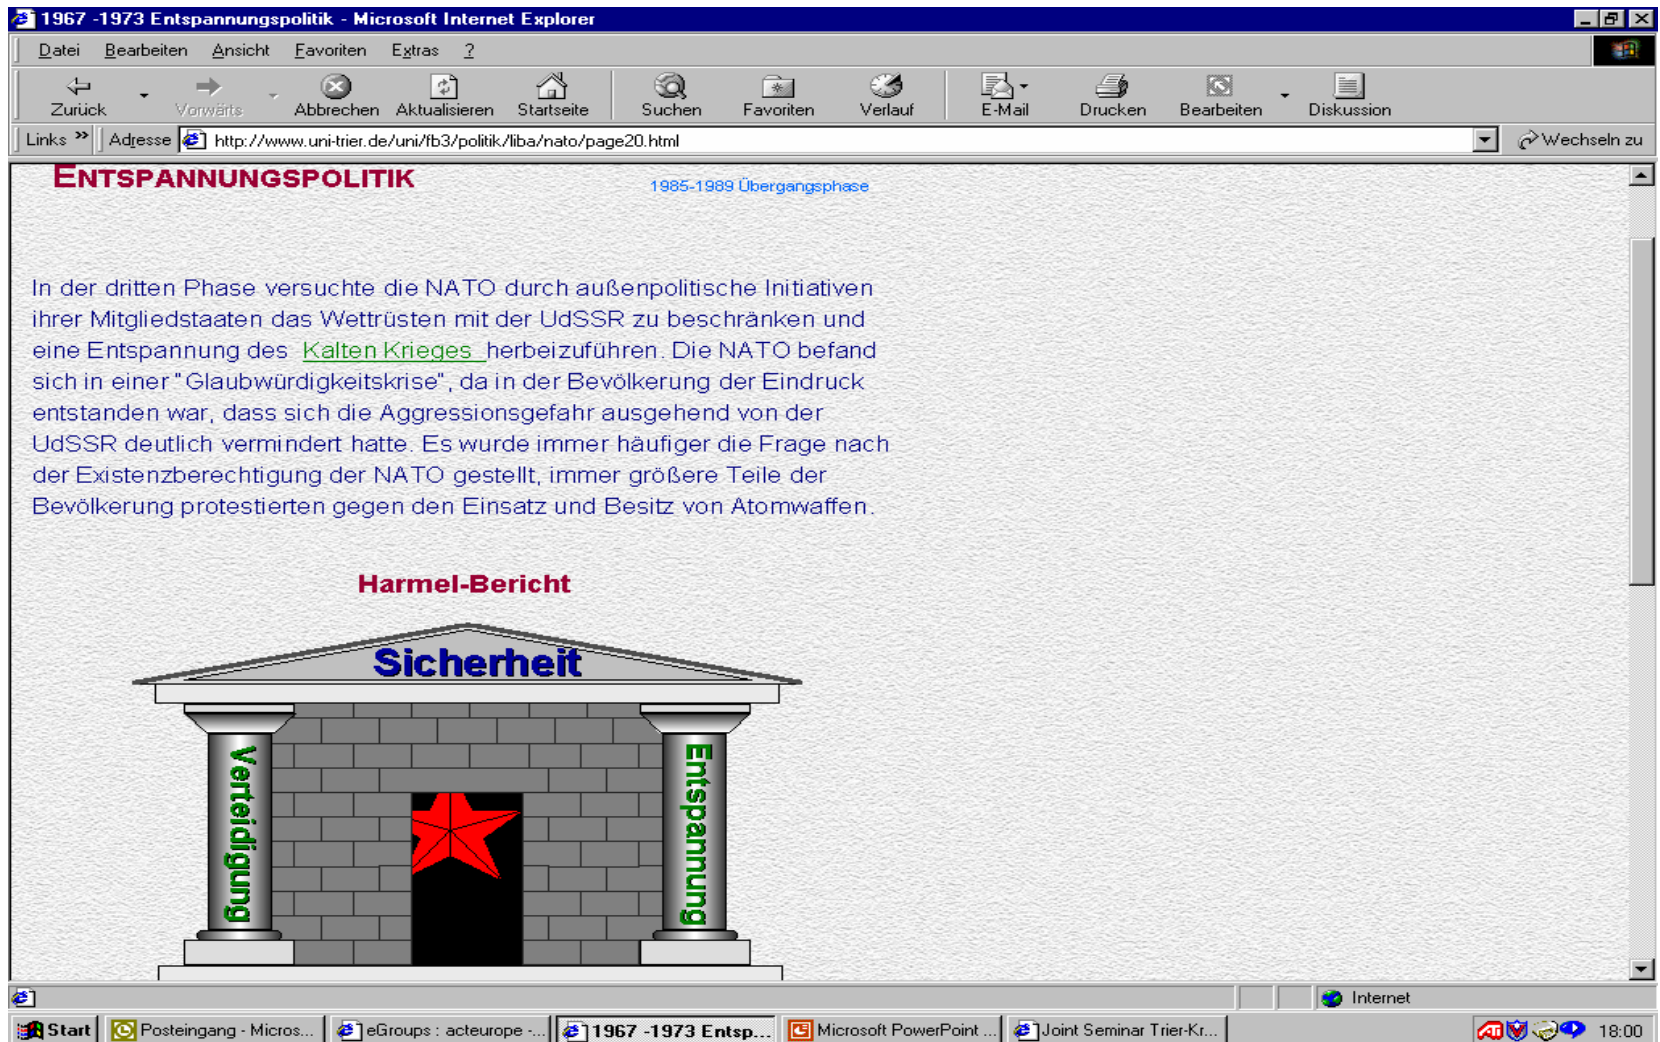 1967 -1973 Entspannungspolitik - Microsoft Internet Explorer
Datei Bearbeiten Ansicht Favoriten Extras ?
Zurück Vorwärts Abbrechen Aktualisieren Startseite Suchen Favoriten Verlauf E-Mail Drucken Bearbeiten Diskussion
Links » Adresse http://www.uni-trier.de/uni/fb3/politik/liba/nato/page20.html Wechseln zu
ENTSPANNUNGSPOLITIK
1985-1989 Übergangsphase
In der dritten Phase versuchte die NATO durch außenpolitische Initiativen
ihrer Mitgliedstaaten das Wettrüsten mit der UdSSR zu beschränken und
eine Entspannung des Kalten Krieges herbeizuführen. Die NATO befand
sich in einer "Glaubwürdigkeitskrise", da in der Bevölkerung der Eindruck
entstanden war, dass sich die Aggressionsgefahr ausgehend von der
UdSSR deutlich vermindert hatte. Es wurde immer häufiger die Frage nach
der Existenzberechtigung der NATO gestellt, immer größere Teile der
Bevölkerung protestierten gegen den Einsatz und Besitz von Atomwaffen.
Harmel-Bericht
Sicherheit
Verteidigung
Entspannung
Internet
Start Posteingang - Micros... eGroups : acteurope -... 1967 -1973 Entsp... Microsoft PowerPoint ... Joint Seminar Trier-Kr... 18:00